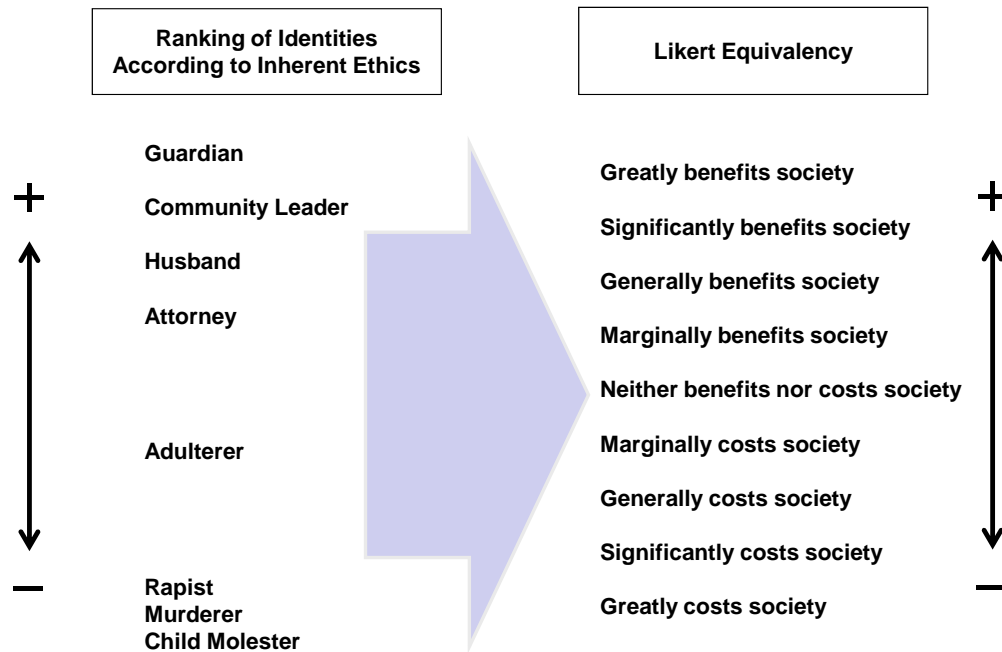 Ranking of Identities
According to Inherent Ethics
Likert Equivalency
+
Guardian
Community Leader
Husband
Attorney
Adulterer
Rapist
Murderer
Child Molester
–
Greatly benefits society
Significantly benefits society
Generally benefits society
Marginally benefits society
Neither benefits nor costs society
Marginally costs society
Generally costs society
Significantly costs society
Greatly costs society
+
–